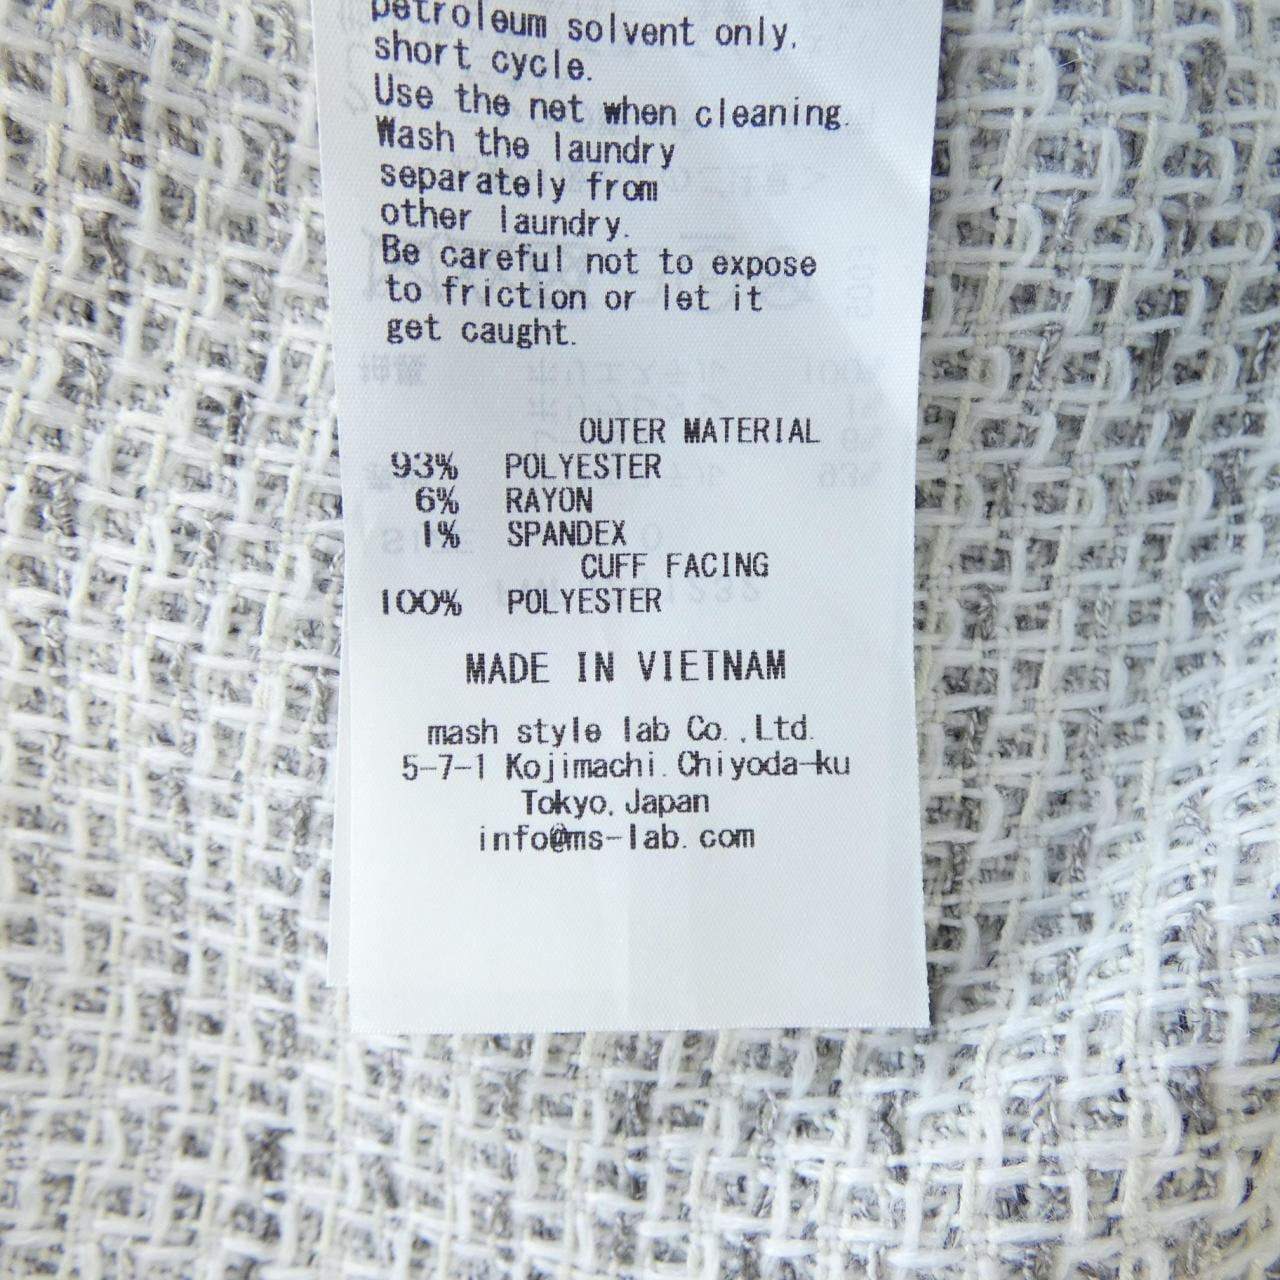 petroleum solvent only,
short cycle.
Use the net when cleaning.
Wash the laundry
separately from
other laundry.
Be careful not to expose
to friction or let it
get caught.
OUTER MATERIAL
93% POLYESTER
6% RAYON
1% SPANDEX
CUFF FACING
100% POLYESTER
MADE IN VIETNAM
mash style lab Co.,Ltd.
5-7-1 Kojimachi.Chiyoda-ku
Tokyo,Japan
info@ms-lab.com